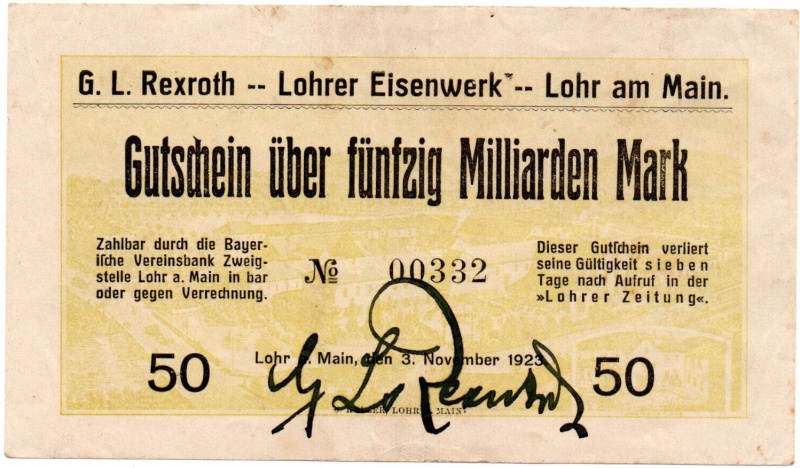 G. L. Rexroth -- Lohrer Eisenwerk -- Lohr am Main.
Gutschein über fünfzig Milliarden Mark
Zahlbar durch die Bayer-
ische Vereinsbank Zweig-
stelle Lohr a. Main in bar
oder gegen Verrechnung.
№ 00332
Dieser Gutschein verliert
seine Gültigkeit sieben
Tage nach Aufruf in der
»Lohrer Zeitung«.
Lohr a. Main, den 3. November 1923
50
G. L. Rexroth
50
LOHR A. MAIN